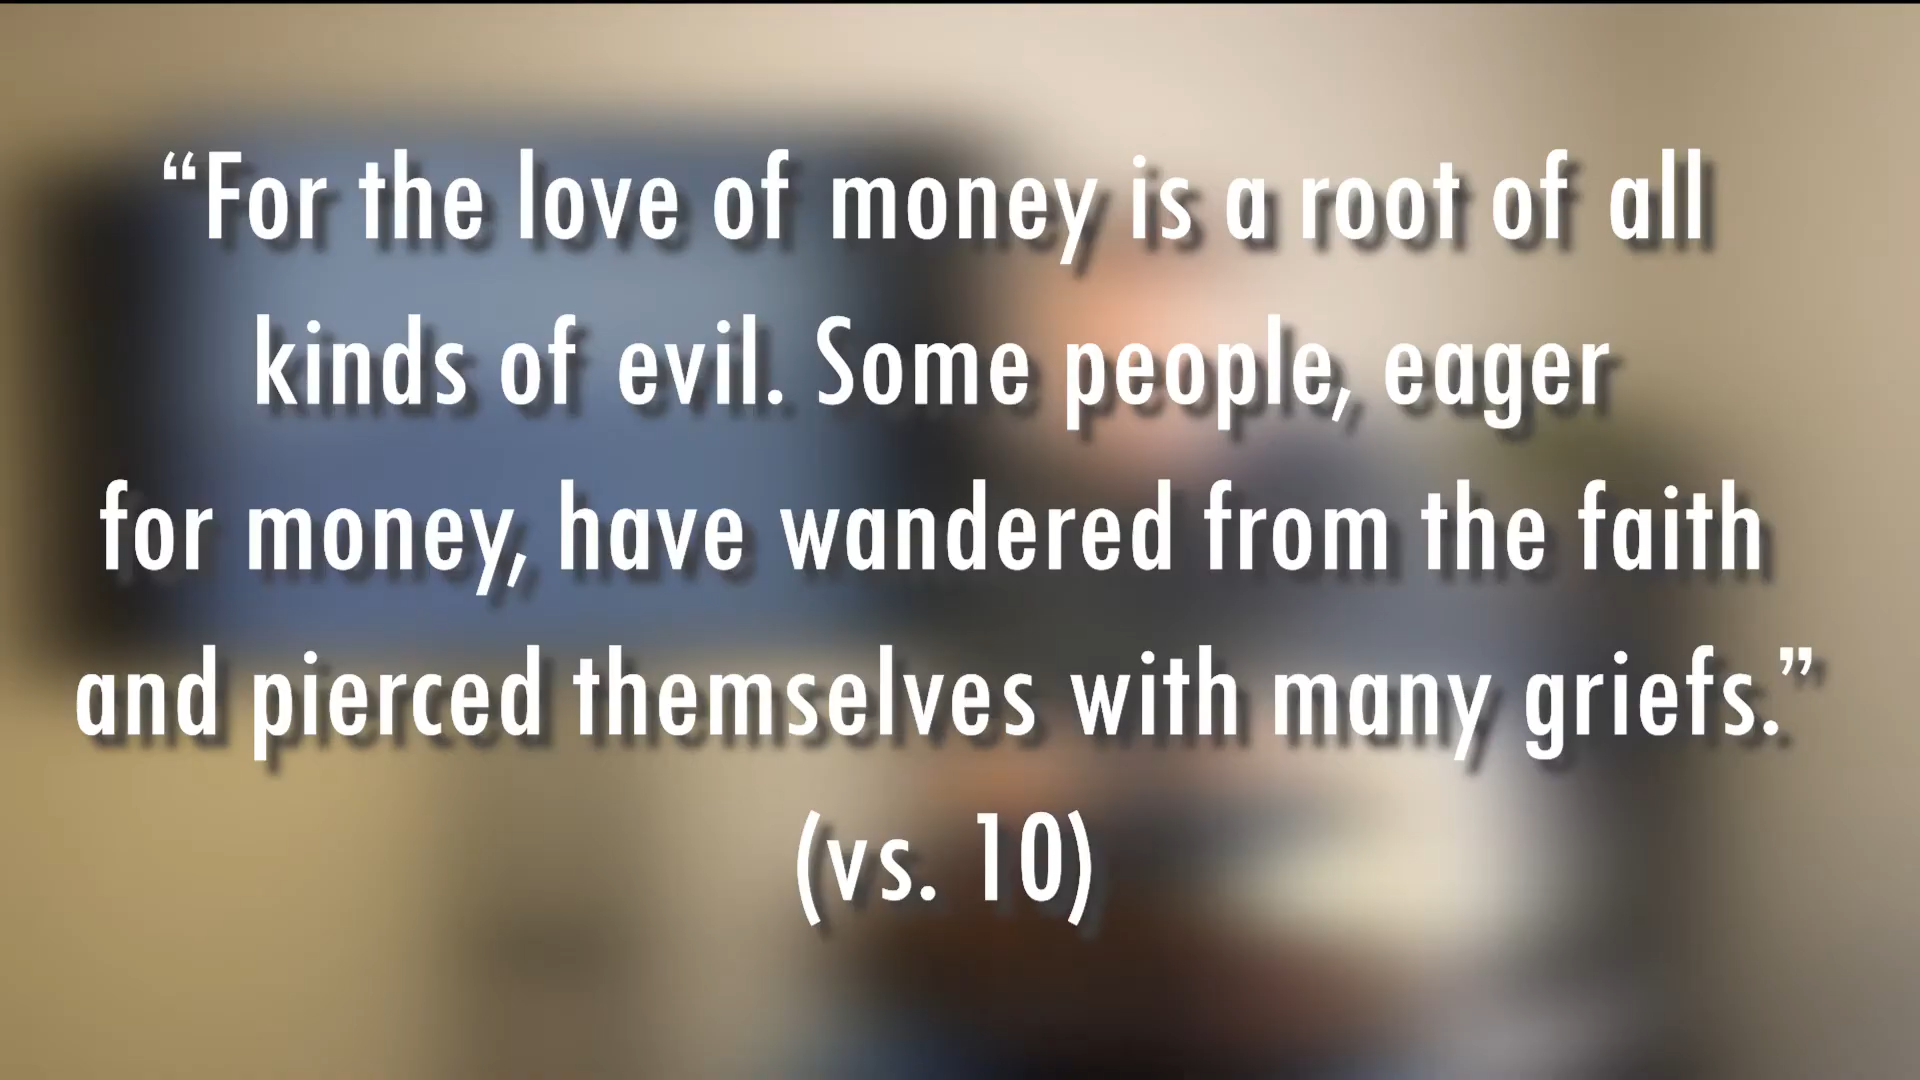 “For the love of money is a root of all
kinds of evil. Some people, eager
for money, have wandered from the faith
and pierced themselves with many griefs.”
(vs. 10)